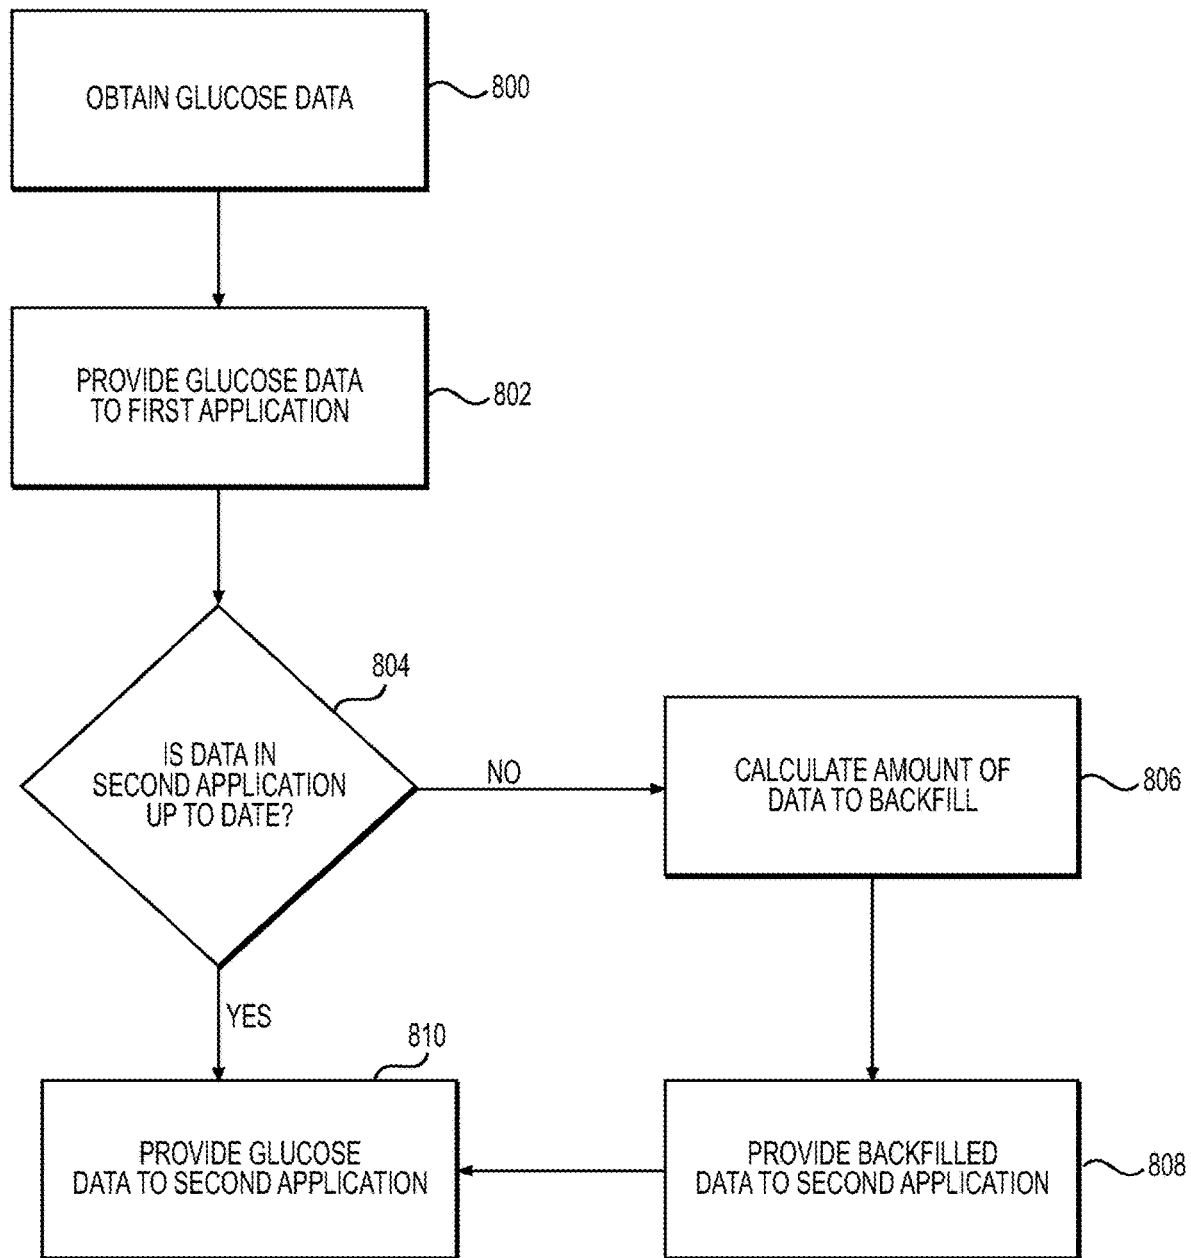 OBTAIN GLUCOSE DATA
800
PROVIDE GLUCOSE DATA
TO FIRST APPLICATION
802
804
IS DATA IN
SECOND APPLICATION
UP TO DATE?
NO
CALCULATE AMOUNT OF
DATA TO BACKFILL
806
YES
810
PROVIDE GLUCOSE
DATA TO SECOND APPLICATION
PROVIDE BACKFILLED
DATA TO SECOND APPLICATION
808